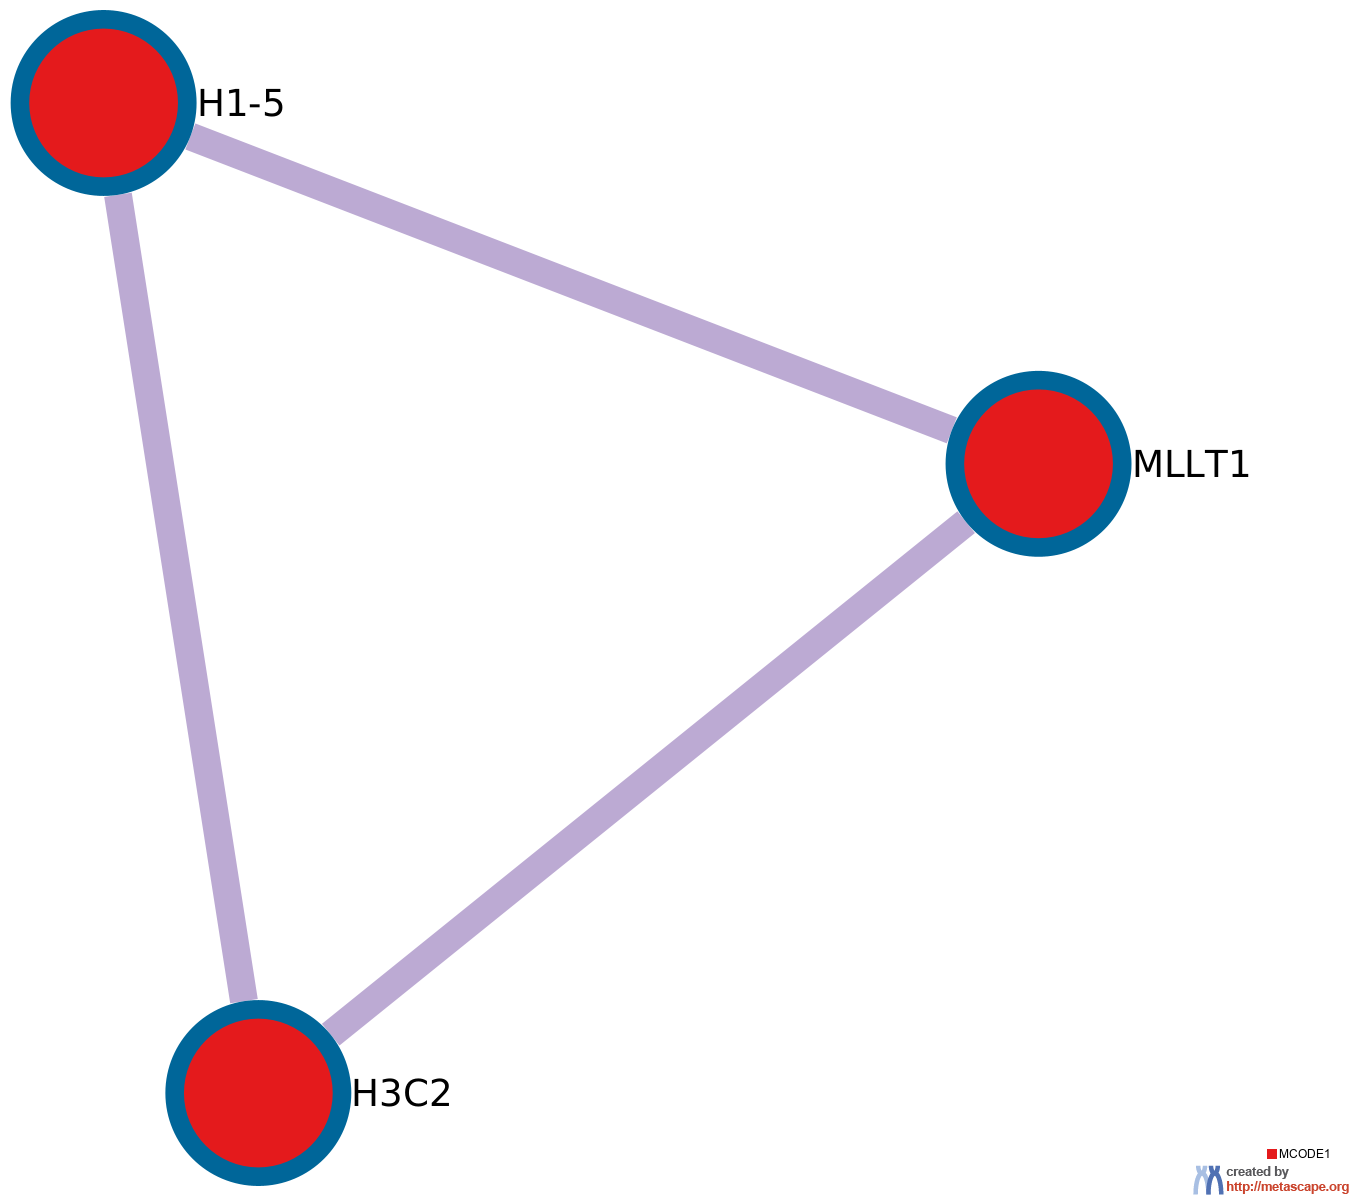 H1-5
MLLT1
H3C2
MCODE1
created by
http://metascape.org